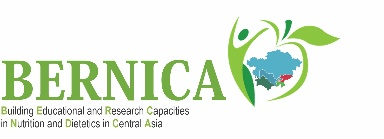 BERNICA
Building Educational and Research Capacities
in Nutrition and Dietetics in Central Asia